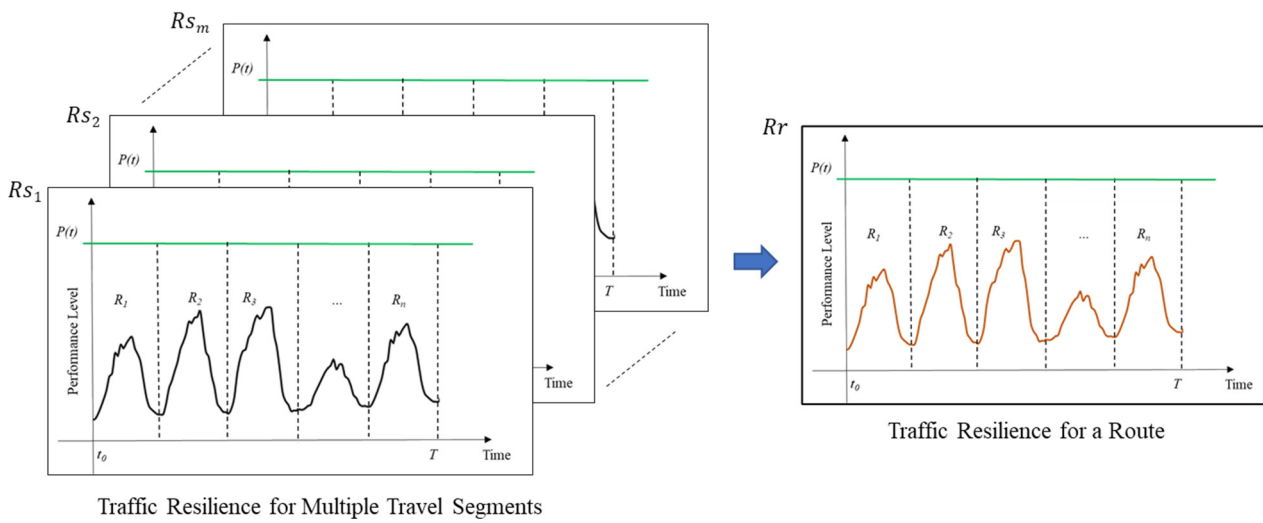 Rs_m
P(t)
T
Time
Rs_2
P(t)
Time
Rs_1
P(t)
Performance Level
R_1
R_2
R_3
...
R_n
t_0
T
Time
Traffic Resilience for Multiple Travel Segments
Rr
P(t)
Performance Level
R_1
R_2
R_3
...
R_n
t_0
T
Time
Traffic Resilience for a Route